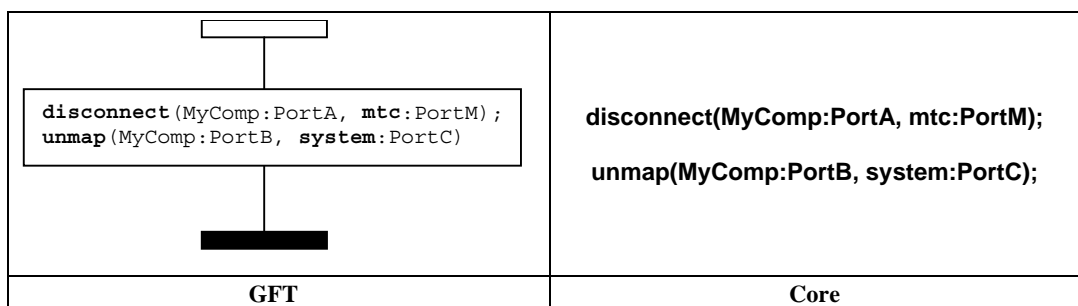 disconnect(MyComp:PortA, mtc:PortM);
unmap(MyComp:PortB, system:PortC)
disconnect(MyComp:PortA, mtc:PortM);
unmap(MyComp:PortB, system:PortC);
GFT
Core